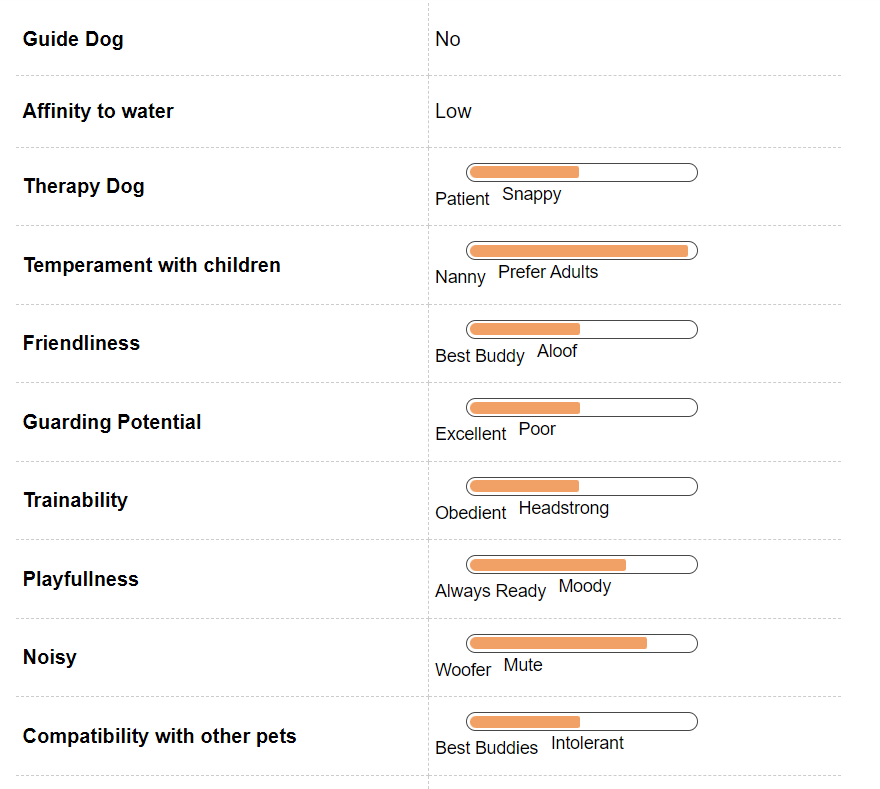 Guide Dog No
Affinity to water Low
Therapy Dog Patient Snappy
Temperament with children Nanny Prefer Adults
Friendliness Best Buddy Aloof
Guarding Potential Excellent Poor
Trainability Obedient Headstrong
Playfullness Always Ready Moody
Noisy Woofer Mute
Compatibility with other pets Best Buddies Intolerant